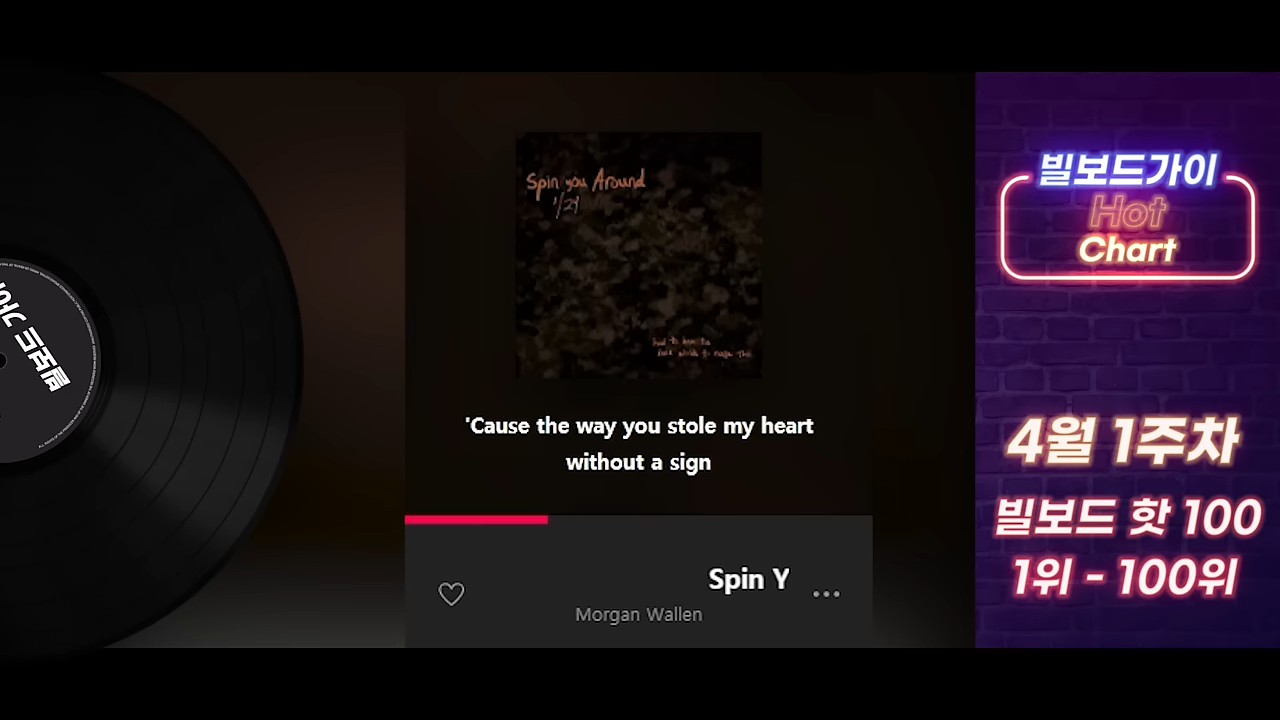 Spin you Around
1/24
'Cause the way you stole my heart
without a sign
Spin Y
Morgan Wallen
빌보드가이
Hot
Chart
4월 1주차
빌보드 핫 100
1위 - 100위